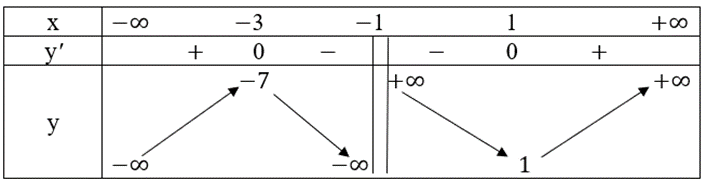 x −∞ −3 −1 1 +∞
y′ + 0 − − 0 +
−7 +∞ +∞
y
−∞ −∞ 1